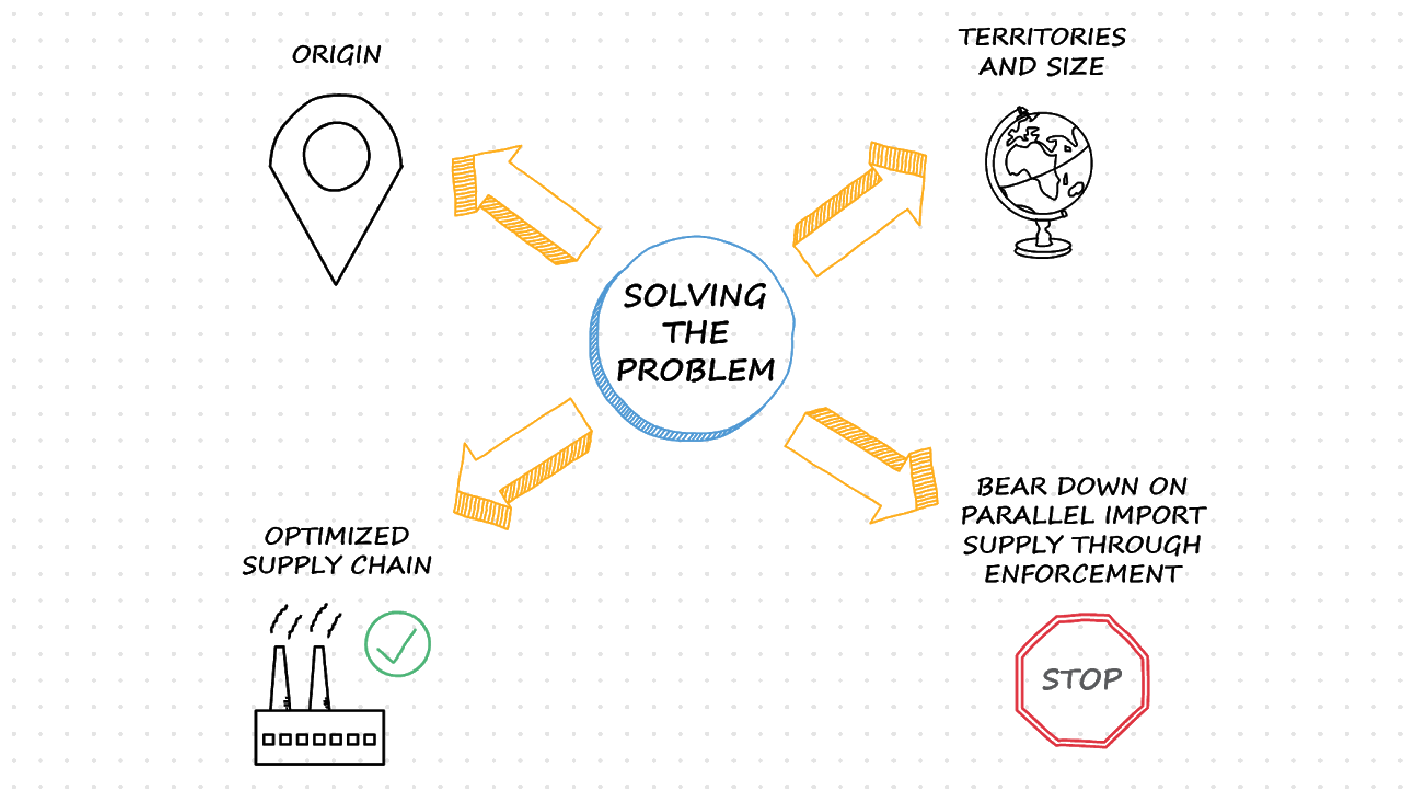 ORIGIN
TERRITORIES
AND SIZE
SOLVING
THE
PROBLEM
OPTIMIZED
SUPPLY CHAIN
BEAR DOWN ON
PARALLEL IMPORT
SUPPLY THROUGH
ENFORCEMENT
STOP